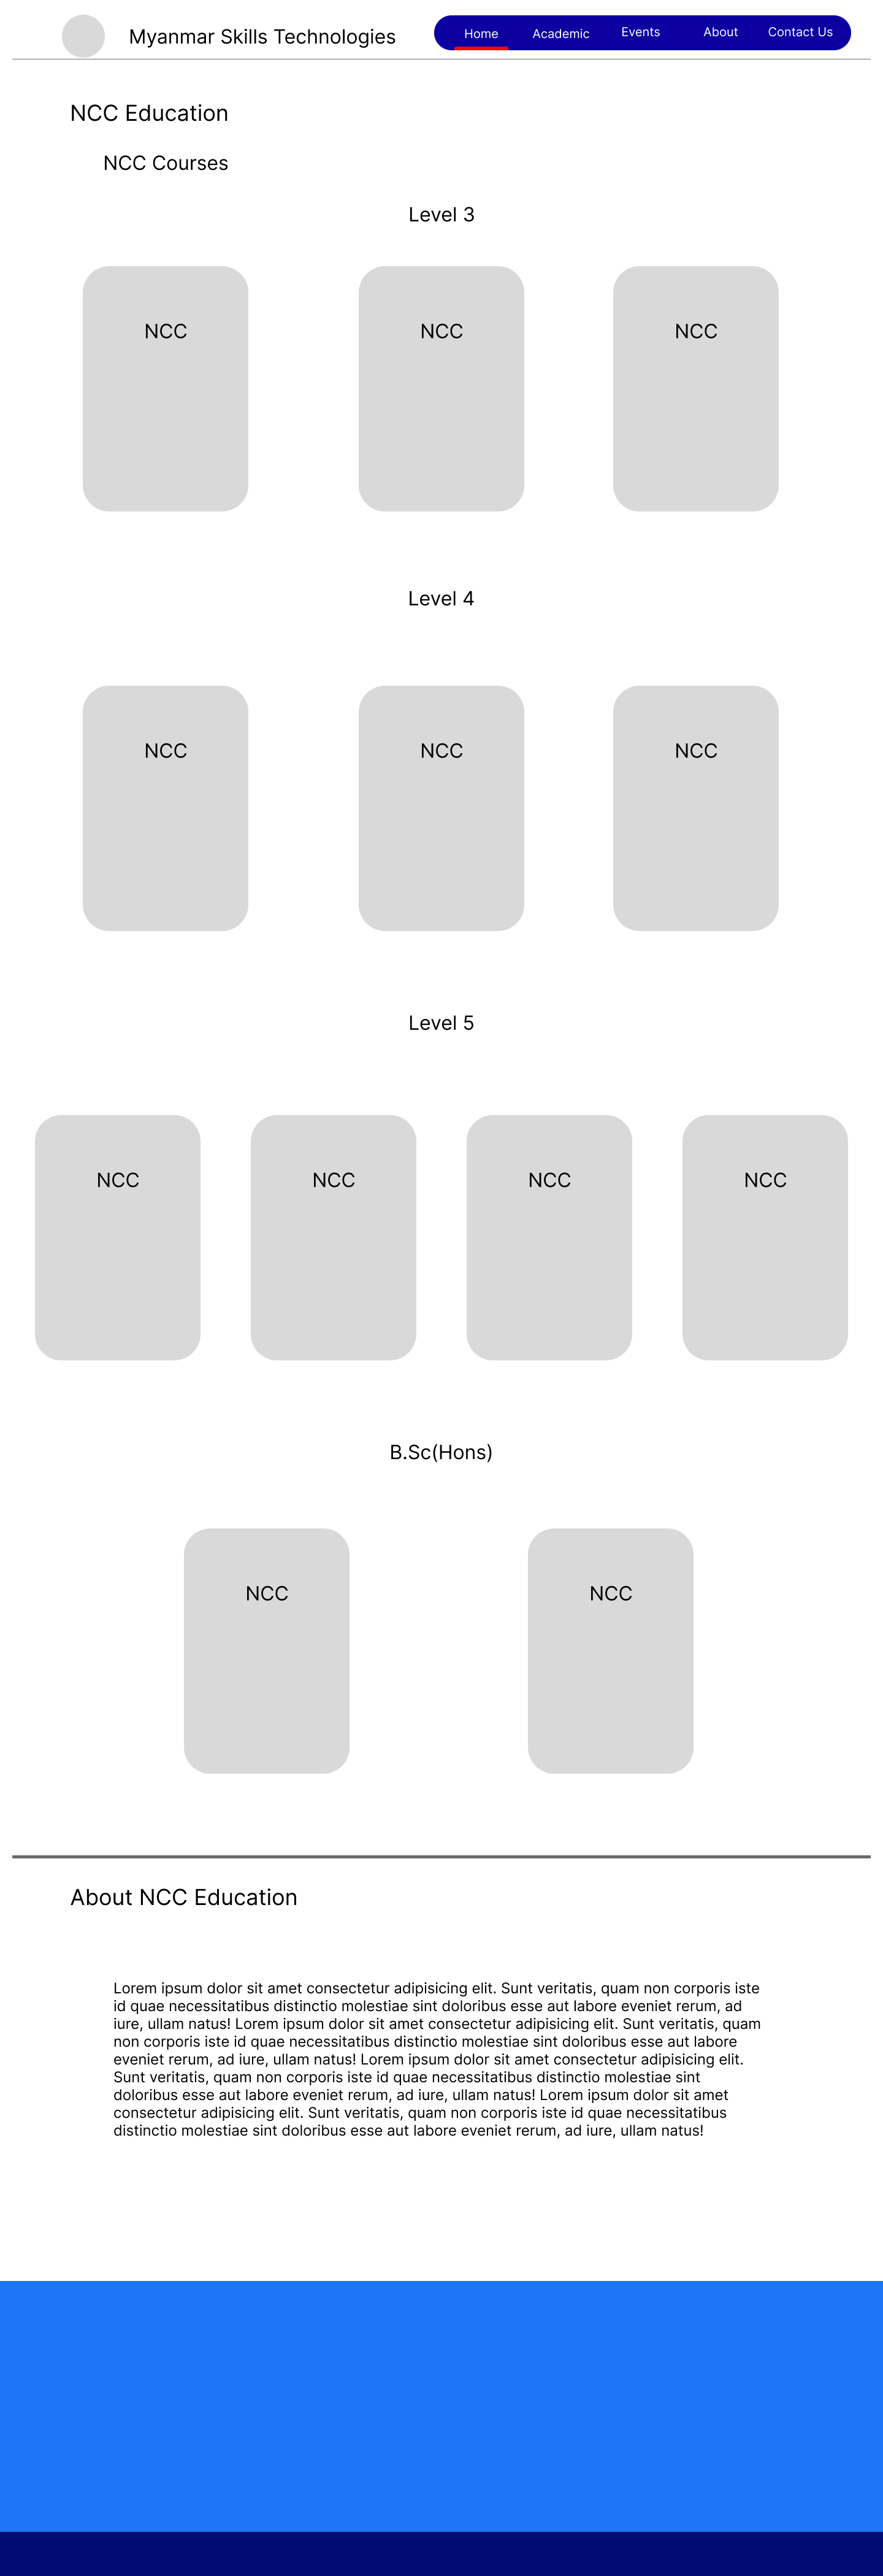 Myanmar Skills Technologies
Home Academic Events About Contact Us
NCC Education
NCC Courses
Level 3
NCC NCC NCC
Level 4
NCC NCC NCC
Level 5
NCC NCC NCC NCC
B.Sc(Hons)
NCC NCC
About NCC Education
Lorem ipsum dolor sit amet consectetur adipisicing elit. Sunt veritatis, quam non corporis iste
id quae necessitatibus distinctio molestiae sint doloribus esse aut labore eveniet rerum, ad
iure, ullam natus! Lorem ipsum dolor sit amet consectetur adipisicing elit. Sunt veritatis, quam
non corporis iste id quae necessitatibus distinctio molestiae sint doloribus esse aut labore
eveniet rerum, ad iure, ullam natus! Lorem ipsum dolor sit amet consectetur adipisicing elit.
Sunt veritatis, quam non corporis iste id quae necessitatibus distinctio molestiae sint
doloribus esse aut labore eveniet rerum, ad iure, ullam natus! Lorem ipsum dolor sit amet
consectetur adipisicing elit. Sunt veritatis, quam non corporis iste id quae necessitatibus
distinctio molestiae sint doloribus esse aut labore eveniet rerum, ad iure, ullam natus!